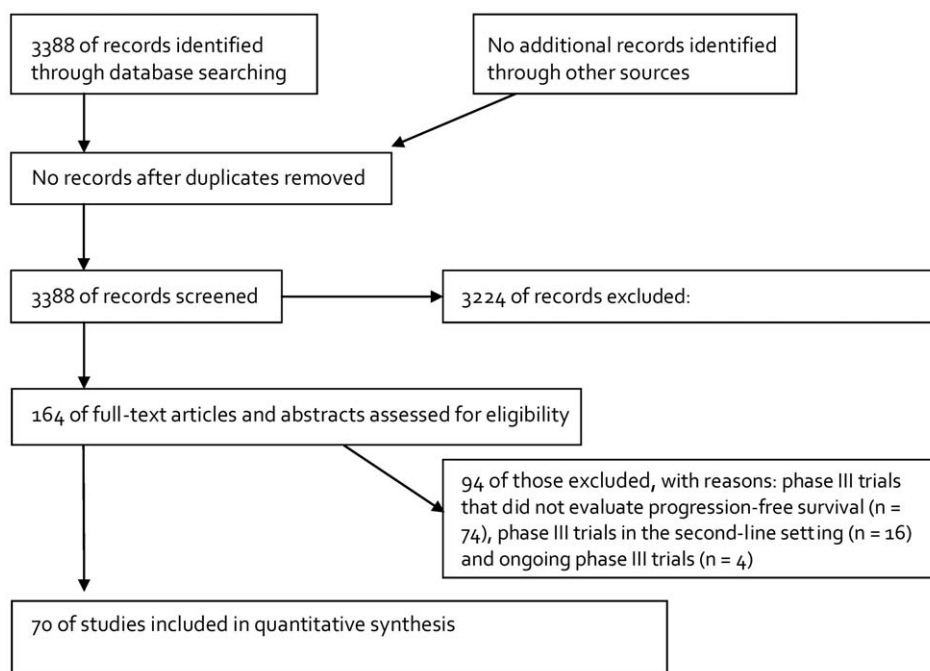 3388 of records identified
through database searching
No additional records identified
through other sources
No records after duplicates removed
3388 of records screened
3224 of records excluded:
164 of full-text articles and abstracts assessed for eligibility
94 of those excluded, with reasons: phase III trials
that did not evaluate progression-free survival (n =
74), phase III trials in the second-line setting (n = 16)
and ongoing phase III trials (n = 4)
70 of studies included in quantitative synthesis